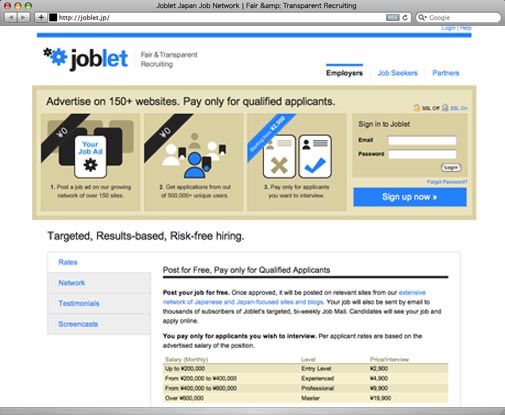 Joblet Japan Job Network | Fair &amp; Transparent Recruiting
http://joblet.jp/
RSS
Google
Login | Help
joblet
Fair & Transparent
Recruiting
Employers
Job Seekers
Partners
Advertise on 150+ websites. Pay only for qualified applicants.
SSL Off
SSL On
¥0
Your
Job Ad
1. Post a job ad on our growing
network of over 150 sites.
¥0
2. Get applications from out
of 500,000+ unique users.
Starting from ¥2,900
3. Pay only for applicants
you want to interview.
Sign in to Joblet
Email
Password
Login
Forgot Password?
Sign up now »
Targeted, Results-based, Risk-free hiring.
Rates
Network
Testimonials
Screencasts
Post for Free, Pay only for Qualified Applicants
Post your job for free. Once approved, it will be posted on relevant sites from our extensive
network of Japanese and Japan-focused sites and blogs. Your job will also be sent by email to
thousands of subscribers of Joblet's targeted, bi-weekly Job Mail. Candidates will see your job and
apply online.
You pay only for applicants you wish to interview. Per applicant rates are based on the
advertised salary of the position.
Salary (Monthly) Level Price/Interview
Up to ¥200,000 Entry Level ¥2,900
From ¥200,000 to ¥400,000 Experienced ¥4,900
From ¥400,000 to ¥600,000 Professional ¥9,900
Over ¥600,000 Master ¥19,900